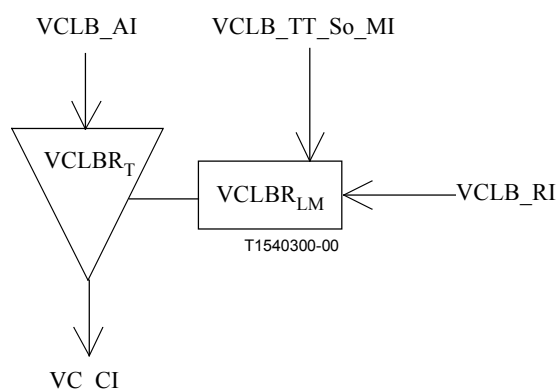 VCLB_AI VCLB_TT_So_MI
VCLBR_T VCLBR_LM VCLB_RI
T1540300-00
VC_CI